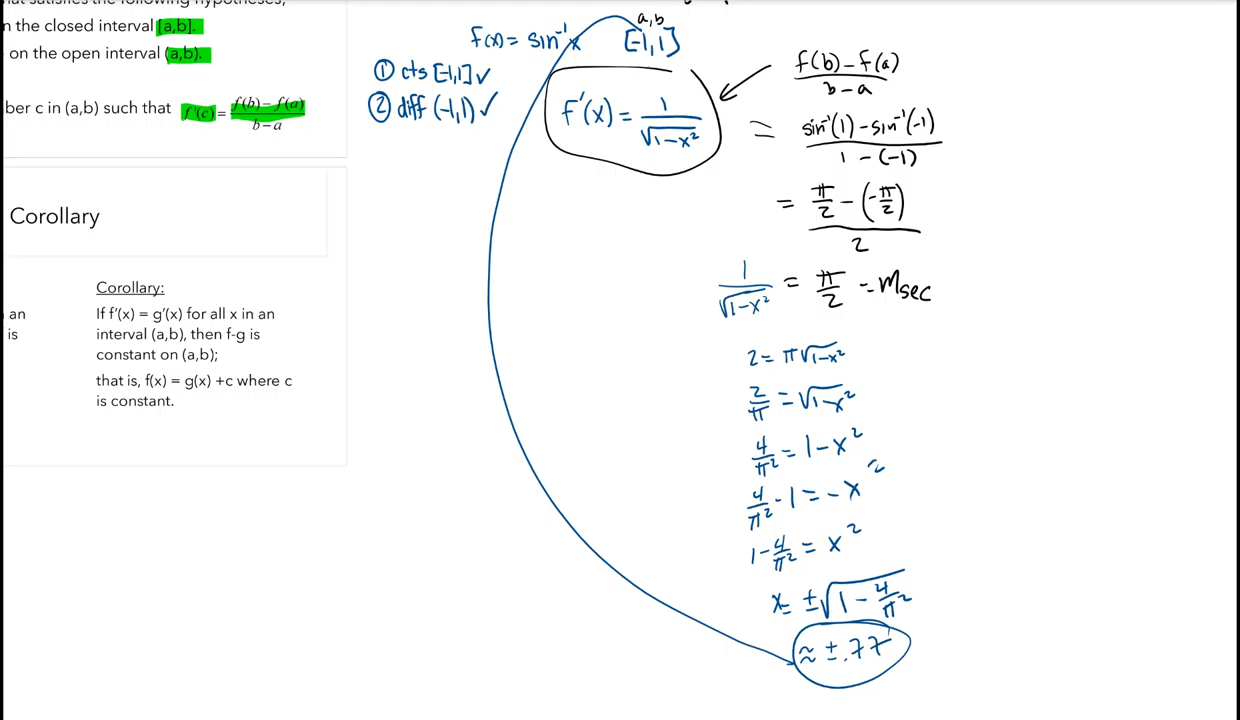 n the closed interval [a,b].
on the open interval (a,b).
ber c in (a,b) such that f'(c) = f(b) − f(a) / b − a
Corollary
an
is
Corollary:
If f'(x) = g'(x) for all x in an
interval (a,b), then f-g is
constant on (a,b);
that is, f(x) = g(x) +c where c
is constant.
a,b
f(x) = sin⁻¹x [-1,1]
① cts [-1,1] ✓
② diff (-1,1) ✓
f'(x) = 1 / √1-x²
f(b) - f(a) / b - a
= sin⁻¹(1) - sin⁻¹(-1) / 1 - (-1)
= π/2 - (-π/2) / 2
1 / √1-x² = π/2 - msec
2 = π√1-x²
2/π = √1-x²
4/π² = 1-x²
4/π² - 1 = -x²
1 - 4/π² = x²
x = ±√1 - 4/π²
≈ ±.77